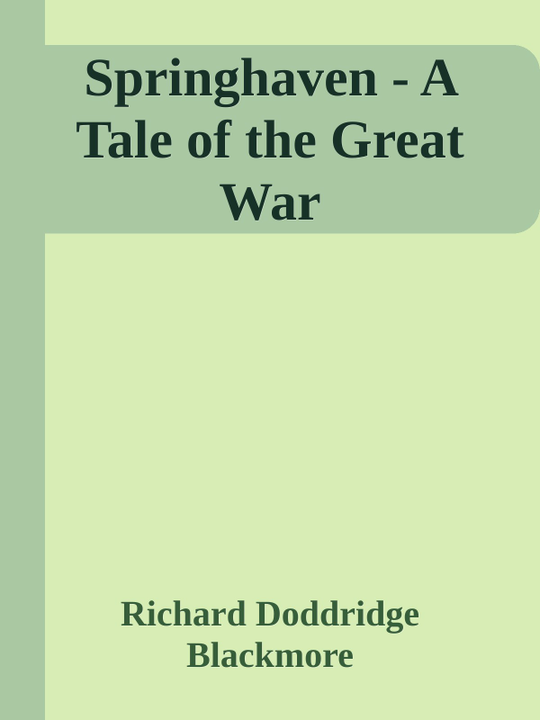 Springhaven - A
Tale of the Great
War
Richard Doddridge
Blackmore